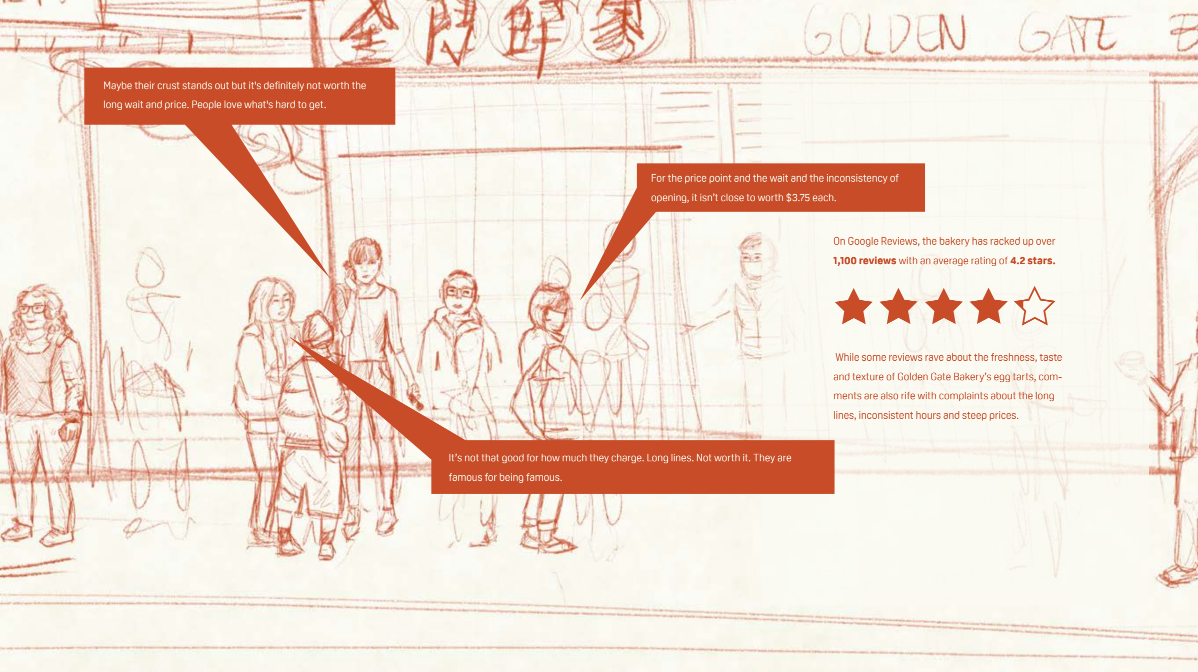 金門餅家
GOLDEN GATE B
Maybe their crust stands out but it's definitely not worth the
long wait and price. People love what's hard to get.
For the price point and the wait and the inconsistency of
opening, it isn't close to worth $3.75 each.
On Google Reviews, the bakery has racked up over
1,100 reviews with an average rating of 4.2 stars.
While some reviews rave about the freshness, taste
and texture of Golden Gate Bakery's egg tarts, com-
ments are also rife with complaints about the long
lines, inconsistent hours and steep prices.
It's not that good for how much they charge. Long lines. Not worth it. They are
famous for being famous.